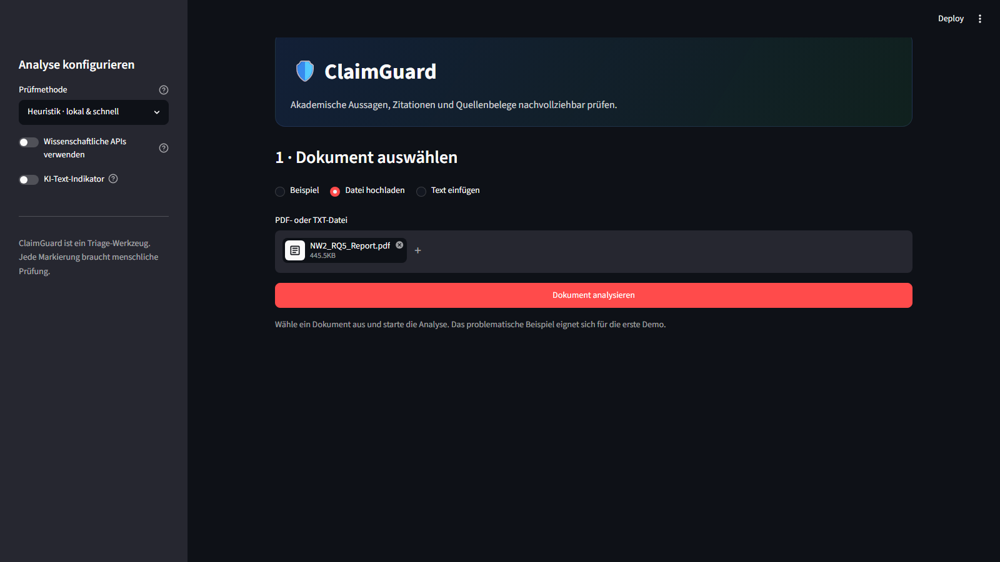 Deploy
Analyse konfigurieren
Prüfmethode
Heuristik · lokal & schnell
Wissenschaftliche APIs
verwenden
KI-Text-Indikator
ClaimGuard ist ein Triage-Werkzeug.
Jede Markierung braucht menschliche
Prüfung.
ClaimGuard
Akademische Aussagen, Zitationen und Quellenbelege nachvollziehbar prüfen.
1 · Dokument auswählen
Beispiel Datei hochladen Text einfügen
PDF- oder TXT-Datei
NW2_RQ5_Report.pdf
445.5KB
Dokument analysieren
Wähle ein Dokument aus und starte die Analyse. Das problematische Beispiel eignet sich für die erste Demo.